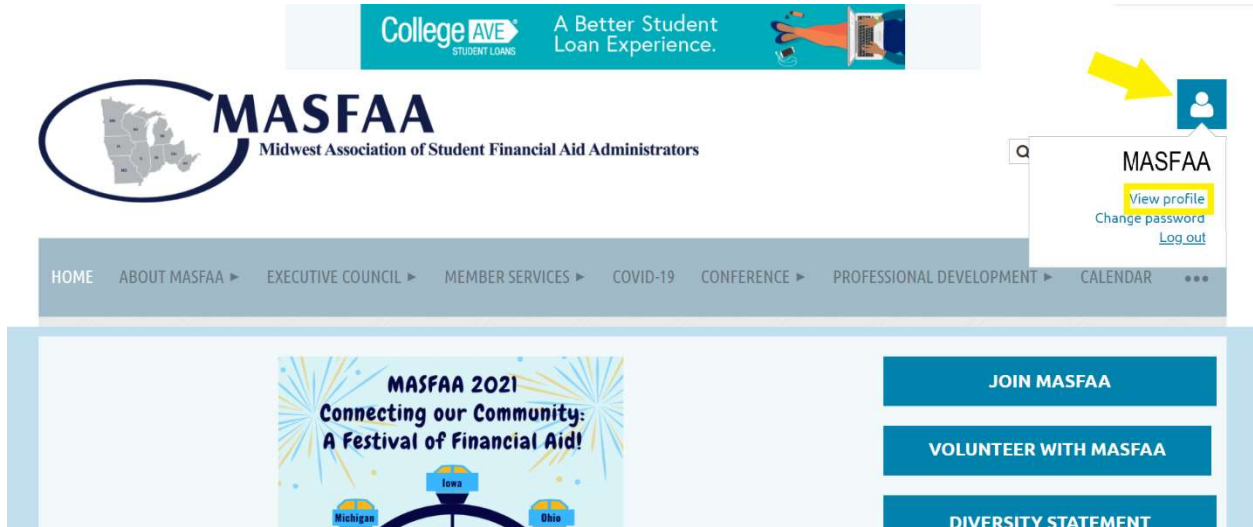 College AVE
STUDENT LOANS
A Better Student
Loan Experience.
MASFAA
Midwest Association of Student Financial Aid Administrators
MASFAA
View profile
Change password
Log out
HOME ABOUT MASFAA ► EXECUTIVE COUNCIL ► MEMBER SERVICES ► COVID-19 CONFERENCE ► PROFESSIONAL DEVELOPMENT ► CALENDAR •••
MASFAA 2021
Connecting our Community:
A Festival of Financial Aid!
Iowa
Michigan
Ohio
JOIN MASFAA
VOLUNTEER WITH MASFAA
DIVERSITY STATEMENT